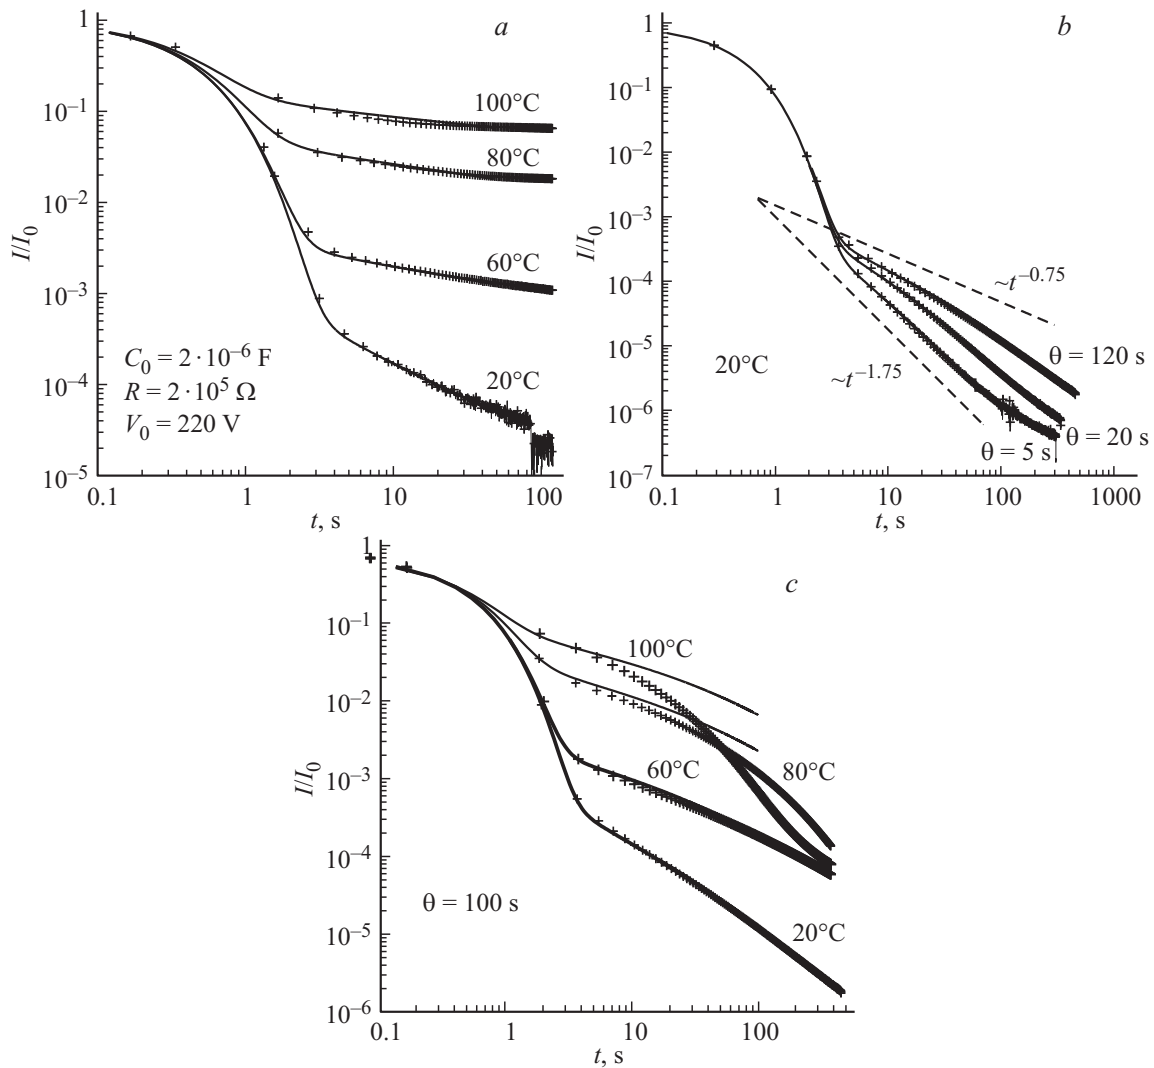 a
1
10⁻¹
10⁻²
10⁻³
10⁻⁴
10⁻⁵
I/I₀
100°C
80°C
60°C
20°C
C₀ = 2 · 10⁻⁶ F
R = 2 · 10⁵ Ω
V₀ = 220 V
0.1 1 10 100
t, s
b
1
10⁻¹
10⁻²
10⁻³
10⁻⁴
10⁻⁵
10⁻⁶
10⁻⁷
I/I₀
~t⁻⁰·⁷⁵
θ = 120 s
20°C
~t⁻¹·⁷⁵
θ = 20 s
θ = 5 s
0.1 1 10 100 1000
t, s
c
1
10⁻¹
10⁻²
10⁻³
10⁻⁴
10⁻⁵
10⁻⁶
I/I₀
100°C
60°C
80°C
θ = 100 s
20°C
0.1 1 10 100
t, s